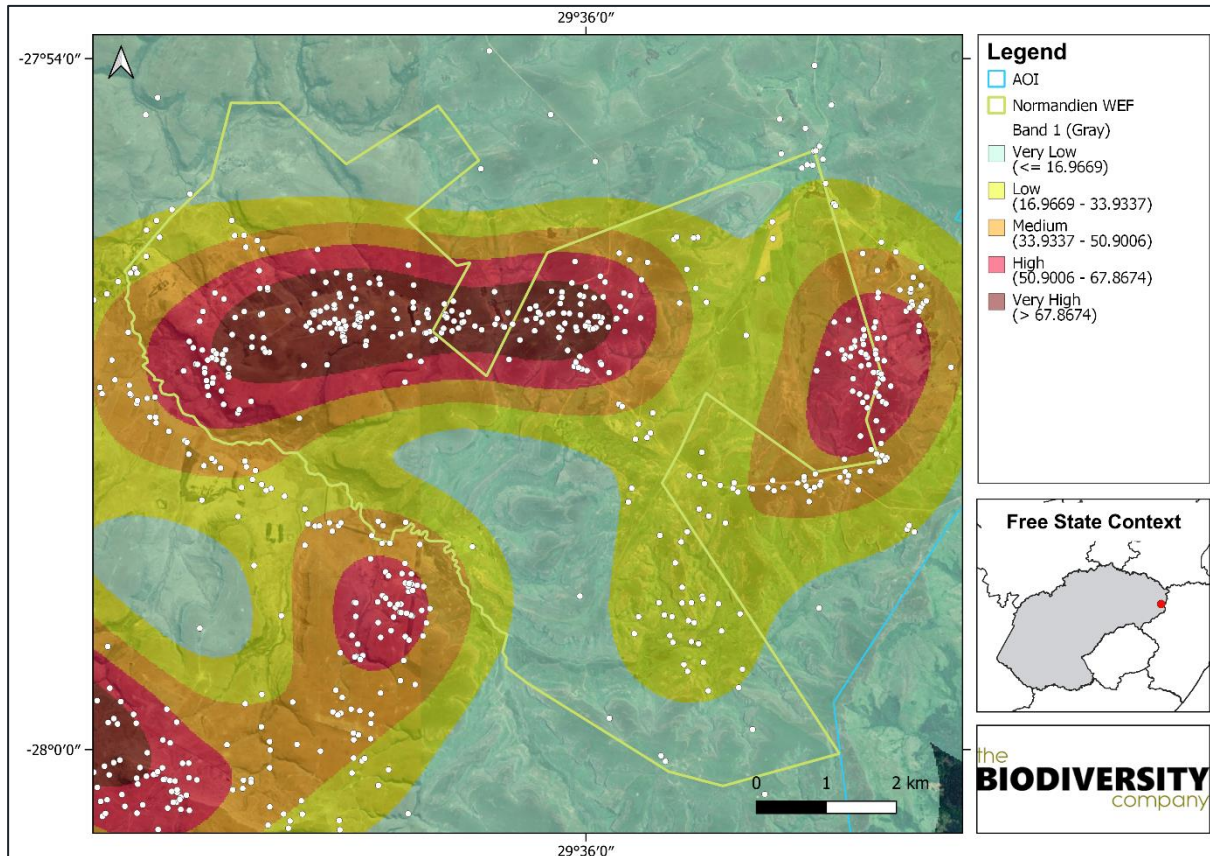 29°36′0″
-27°54′0″
-28°0′0″
0 1 2 km
29°36′0″
Legend
AOI
Normandien WEF
Band 1 (Gray)
Very Low
(<= 16.9669)
Low
(16.9669 - 33.9337)
Medium
(33.9337 - 50.9006)
High
(50.9006 - 67.8674)
Very High
(> 67.8674)
Free State Context
the
BIODIVERSITY
company